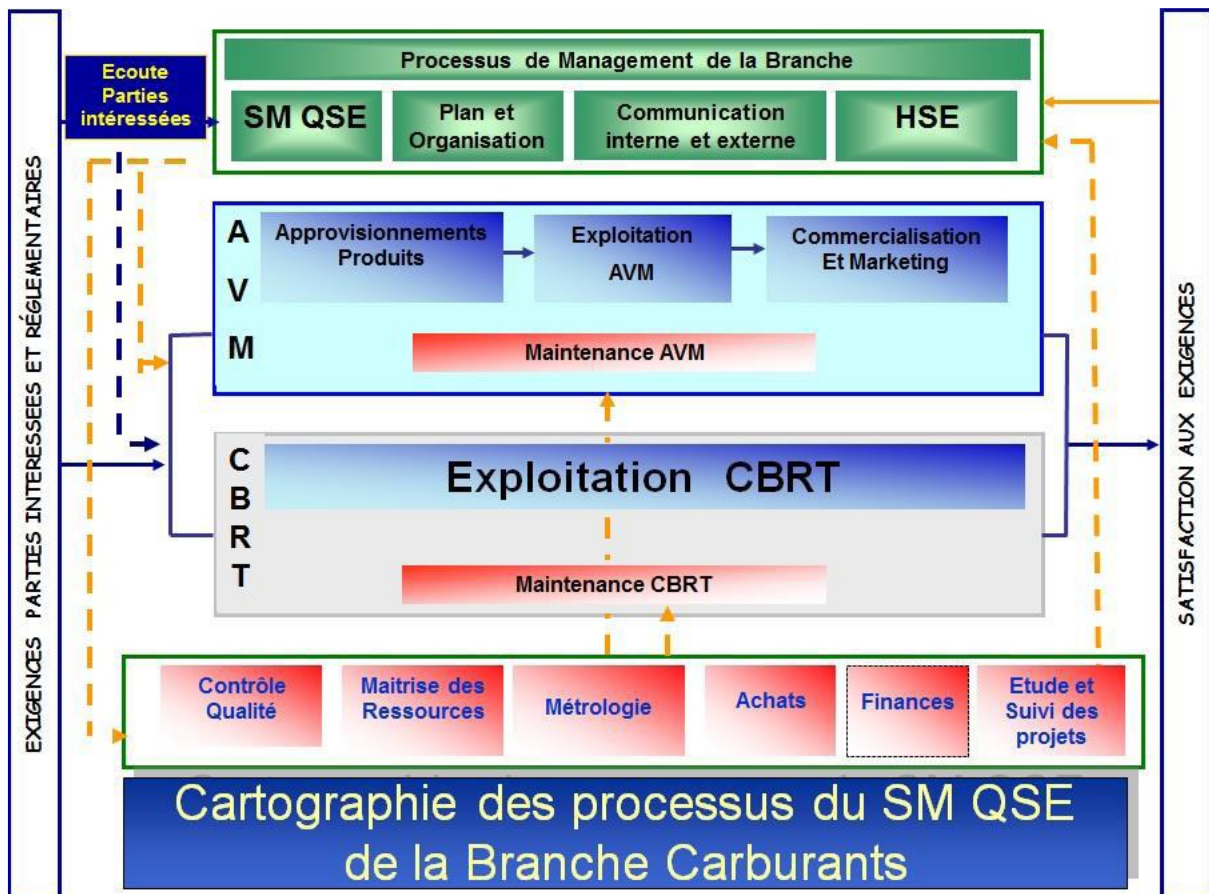 EXIGENCES PARTIES INTERESSEES ET RÉGLEMENTAIRES
Ecoute
Parties
intéressées
Processus de Management de la Branche
SM QSE
Plan et
Organisation
Communication
interne et externe
HSE
A
V
M
Approvisionnements
Produits
Exploitation
AVM
Commercialisation
Et Marketing
Maintenance AVM
C
B
R
T
Exploitation CBRT
Maintenance CBRT
Contrôle
Qualité
Maitrise des
Ressources
Métrologie
Achats
Finances
Etude et
Suivi des
projets
SATISFACTION AUX EXIGENCES
Cartographie des processus du SM QSE
de la Branche Carburants